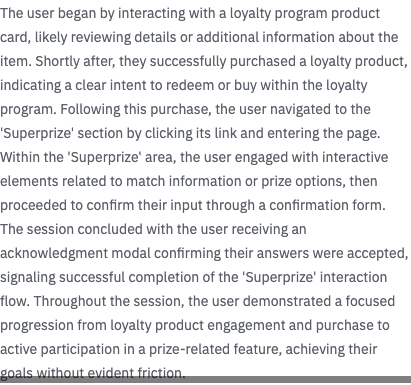 The user began by interacting with a loyalty program product
card, likely reviewing details or additional information about the
item. Shortly after, they successfully purchased a loyalty product,
indicating a clear intent to redeem or buy within the loyalty
program. Following this purchase, the user navigated to the
'Superprize' section by clicking its link and entering the page.
Within the 'Superprize' area, the user engaged with interactive
elements related to match information or prize options, then
proceeded to confirm their input through a confirmation form.
The session concluded with the user receiving an
acknowledgment modal confirming their answers were accepted,
signaling successful completion of the 'Superprize' interaction
flow. Throughout the session, the user demonstrated a focused
progression from loyalty product engagement and purchase to
active participation in a prize-related feature, achieving their
goals without evident friction.